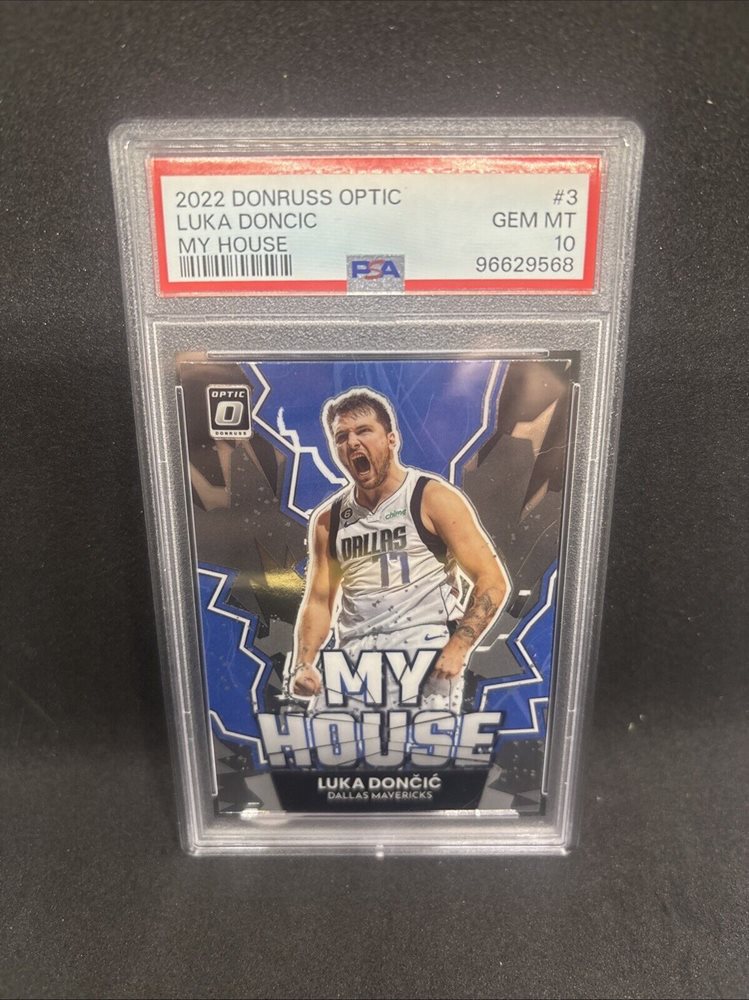 2022 DONRUSS OPTIC #3
LUKA DONCIC GEM MT
MY HOUSE 10
PSA 96629568
OPTIC
DONRUSS
chime
DALLAS
77
MY
HOUSE
LUKA DONČIĆ
DALLAS MAVERICKS